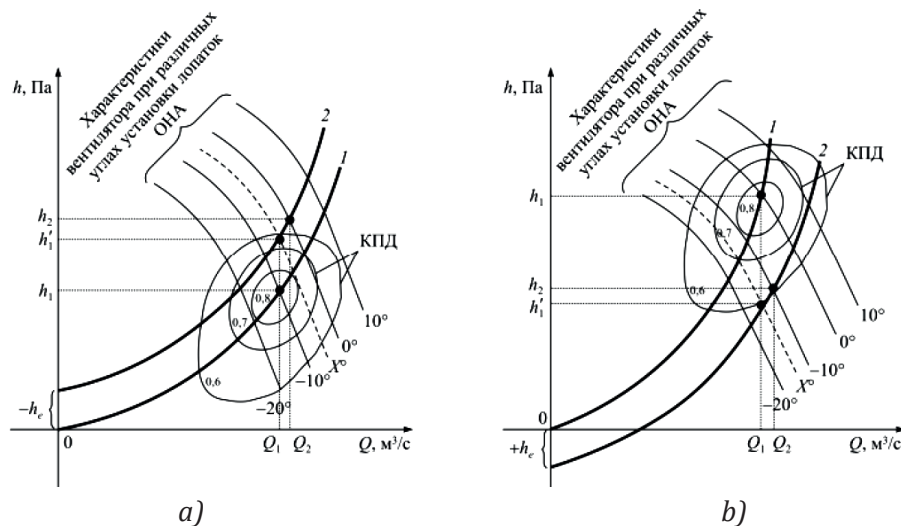 Характеристики
вентилятора при различных
углах установки лопаток
ОНА
h, Па
2
1
h₂
h₁′
h₁
КПД
0,8
0,7
0,6
10°
0°
X°
−10°
−20°
−hₑ
0
Q₁ Q₂ Q, м³/с
а)
Характеристики
вентилятора при различных
углах установки лопаток
ОНА
h, Па
1
2
КПД
h₁
0,8
0,7
h₂
0,6
h₁′
10°
0°
−10°
X°
−20°
0
+hₑ
Q₁ Q₂ Q, м³/с
b)